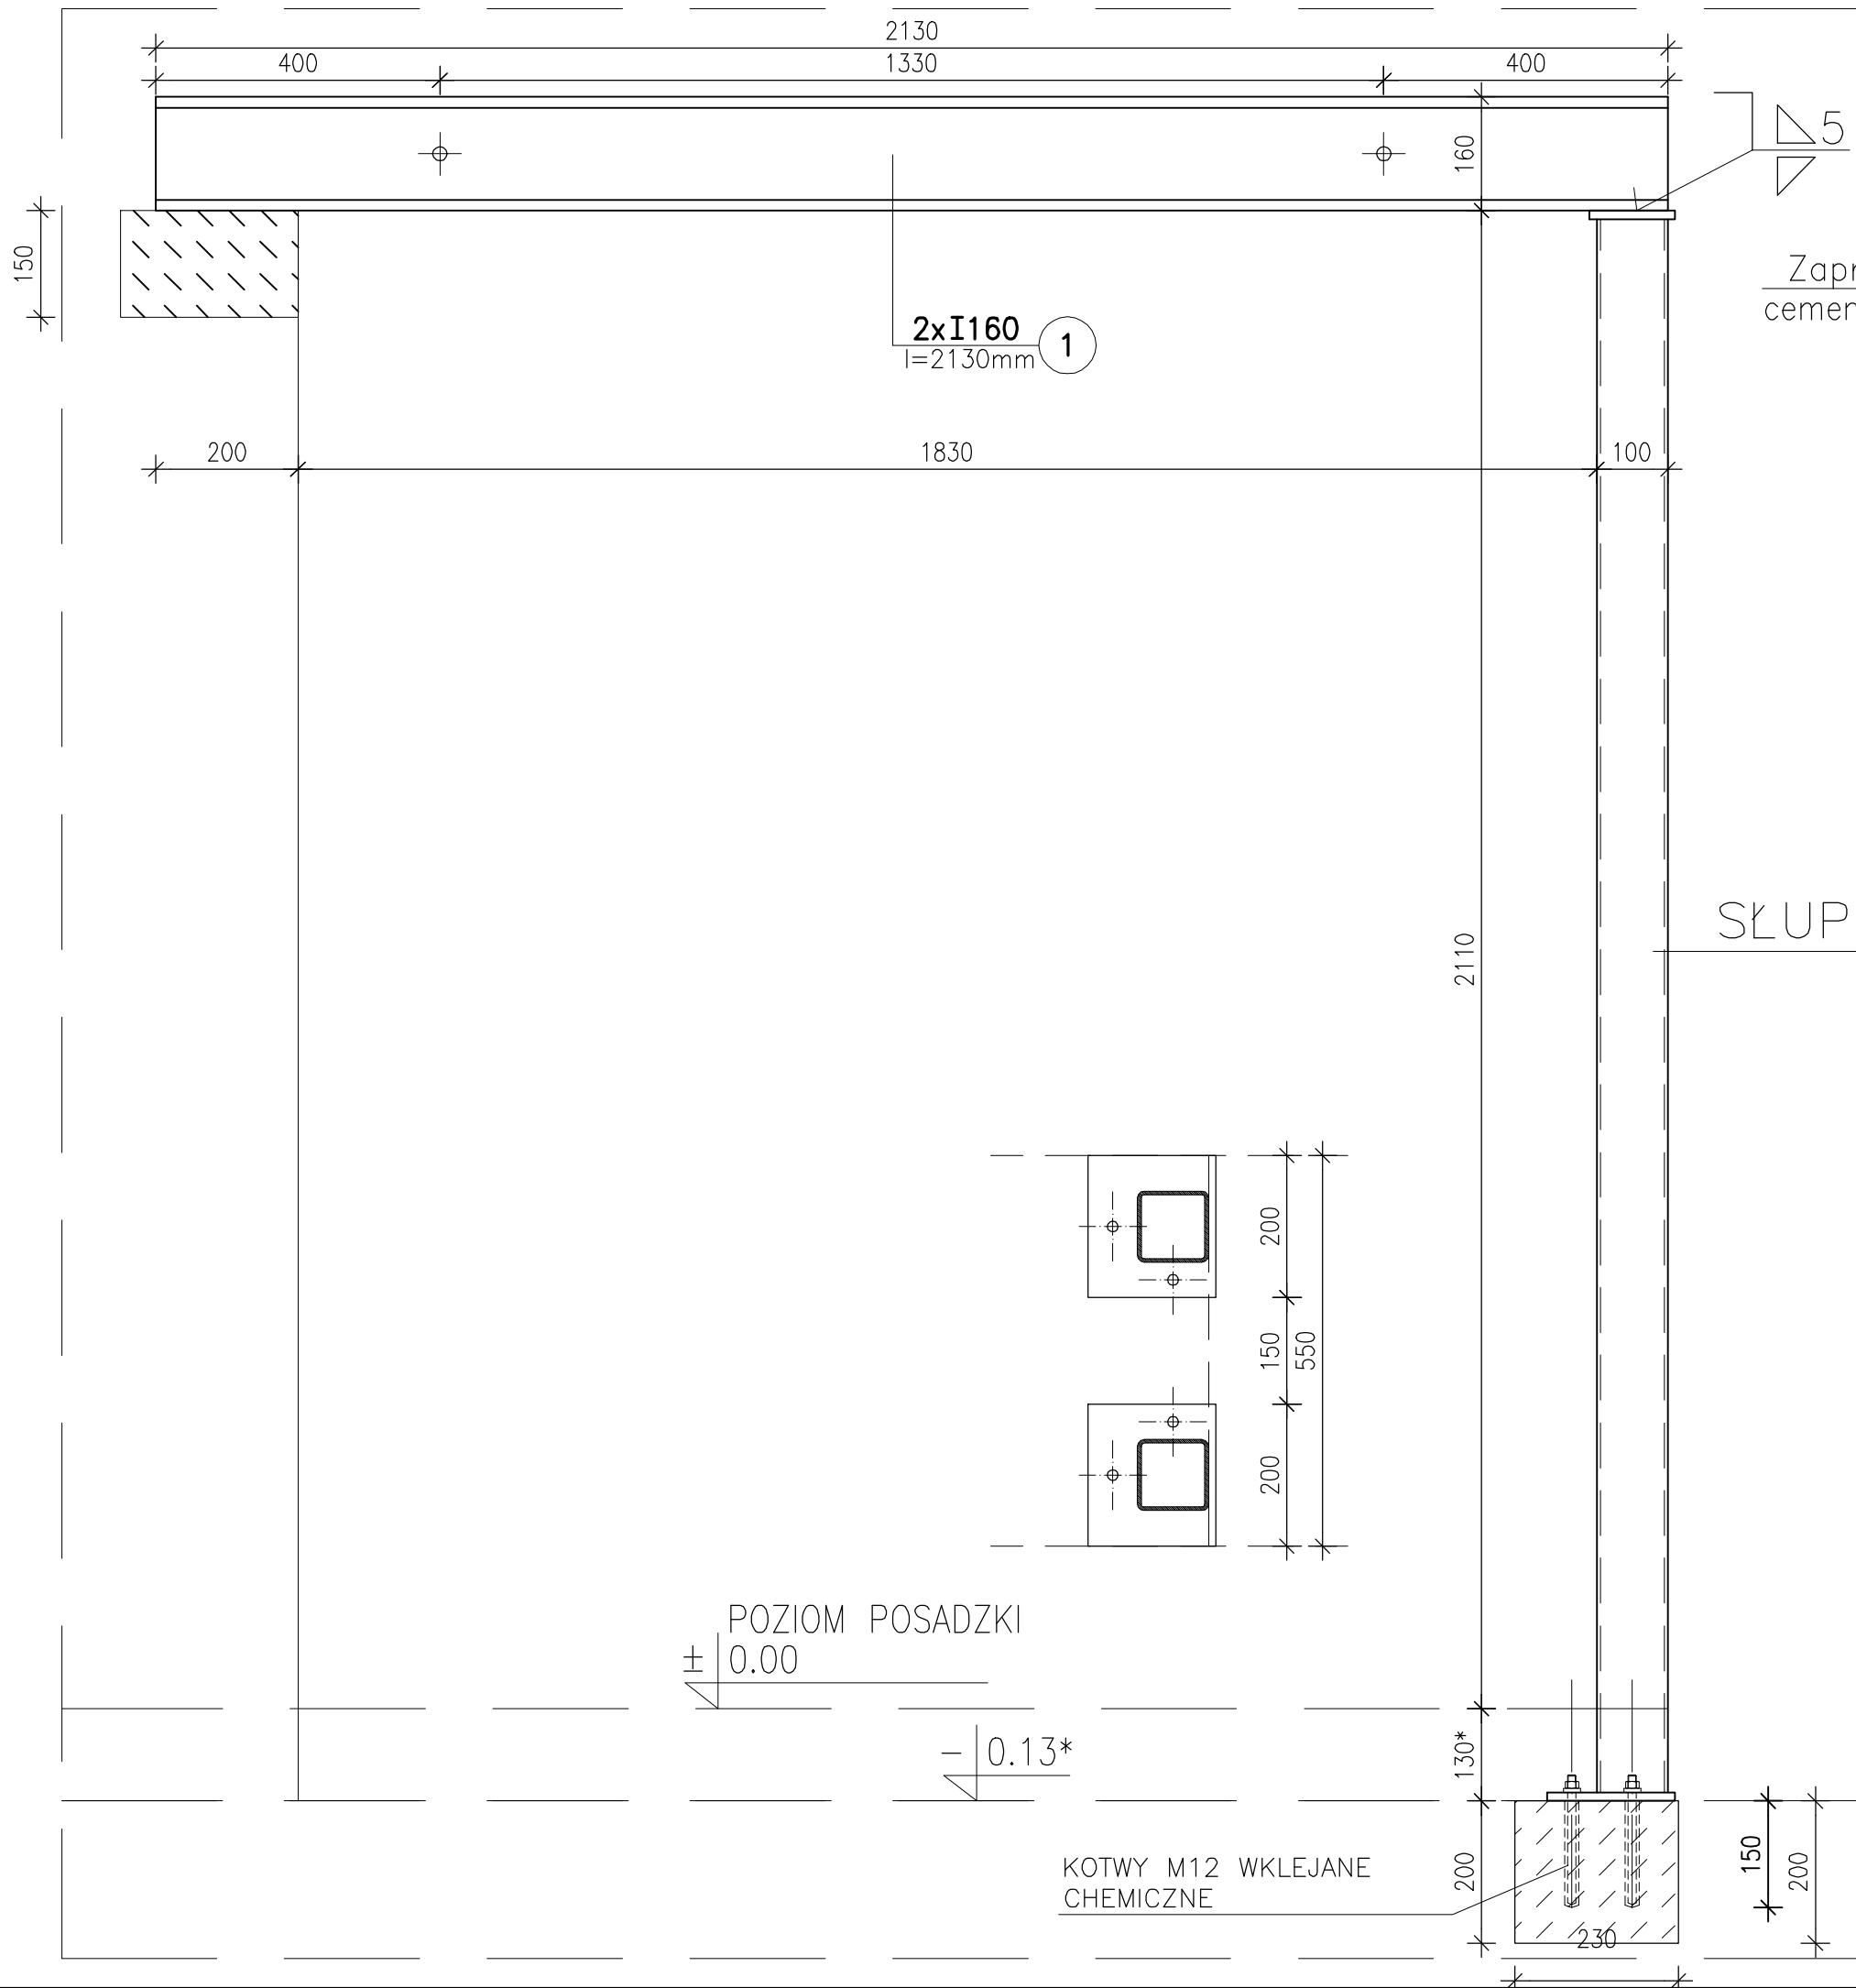 2130
400
1330
400
160
5
150
Zapr
cemen
2xI160
l=2130mm
1
200
1830
100
SŁUP
2110
200
150
550
200
POZIOM POSADZKI
± 0.00
- 0.13*
130*
KOTWY M12 WKLEJANE
CHEMICZNE
200
150
200
230